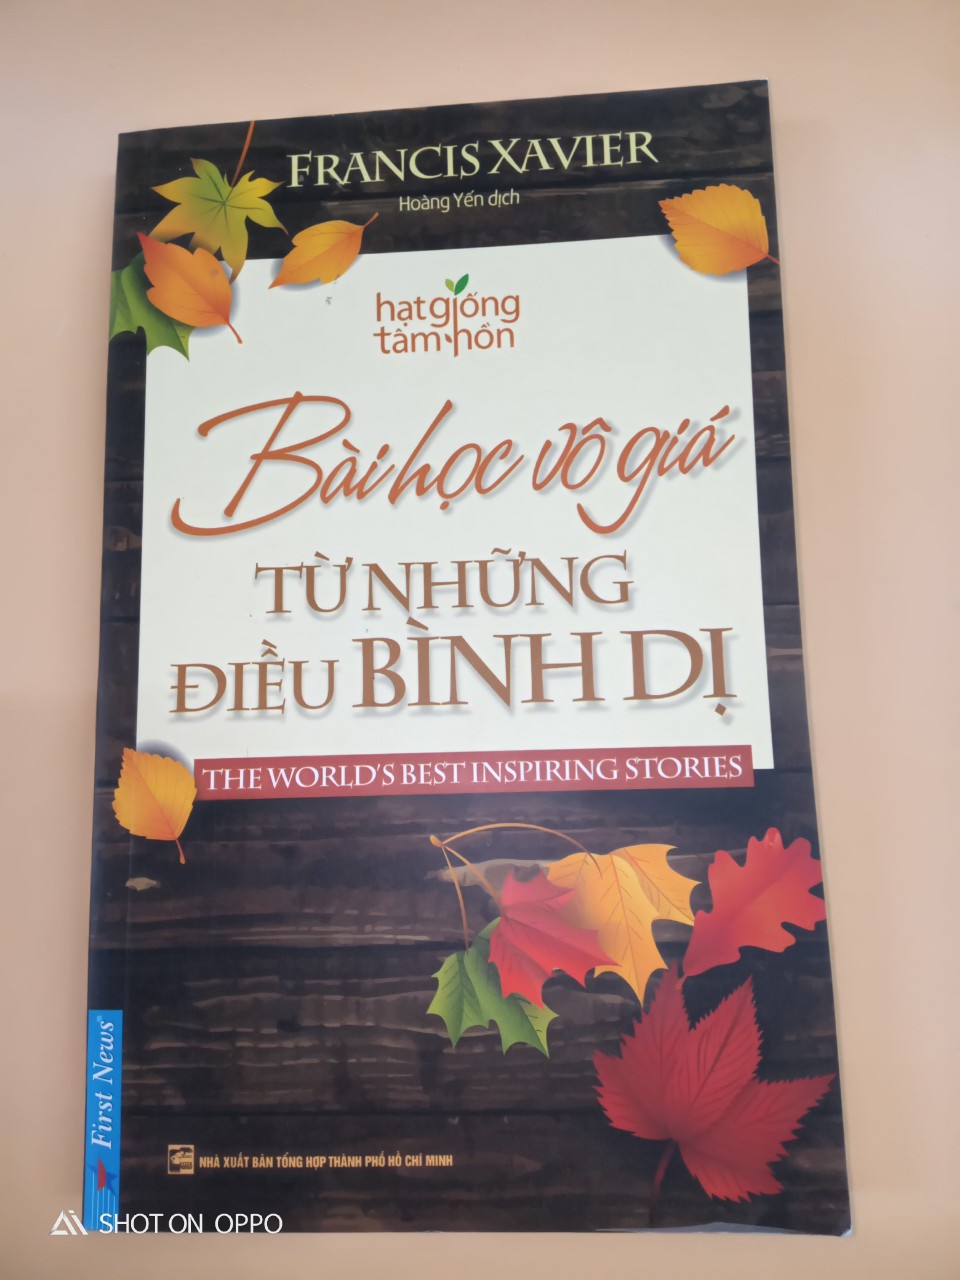 FRANCIS XAVIER
Hoàng Yến dịch
hạt giống
tâm hồn
Bài học vô giá
TỪ NHỮNG
ĐIỀU BÌNH DỊ
THE WORLD'S BEST INSPIRING STORIES
First News
NHÀ XUẤT BẢN TỔNG HỢP THÀNH PHỐ HỒ CHÍ MINH
SHOT ON OPPO